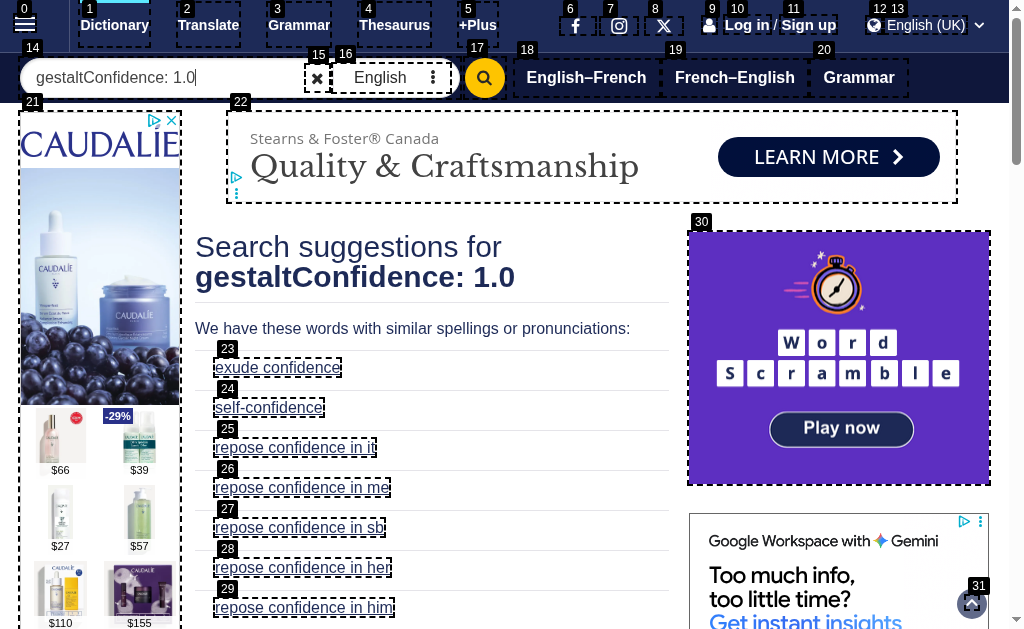 0 1 2 3 4 5 6 7 8 9 10 11 12 13
Dictionary Translate Grammar Thesaurus +Plus Log in / Sign up English (UK)
14 15 16 17 18 19 20
gestaltConfidence: 1.0 English English–French French–English Grammar
21 22
CAUDALÍE
Stearns & Foster® Canada
Quality & Craftsmanship
LEARN MORE
30
Search suggestions for
gestaltConfidence: 1.0
We have these words with similar spellings or pronunciations:
23
exude confidence
24
self-confidence
25
repose confidence in it
26
repose confidence in me
27
repose confidence in sb
28
repose confidence in her
29
repose confidence in him
CAUDALÍE
CAUDALÍE
-29%
$66 $39
$27 $57
$110 $155
Word
Scramble
Play now
Google Workspace with Gemini
Too much info,
too little time?
Get instant insights
31